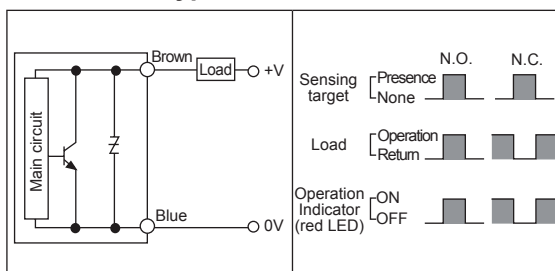 Main circuit
Brown
Load
+V
Blue
0V
N.O.
N.C.
Sensing
target
Presence
None
Load
Operation
Return
Operation
Indicator
(red LED)
ON
OFF